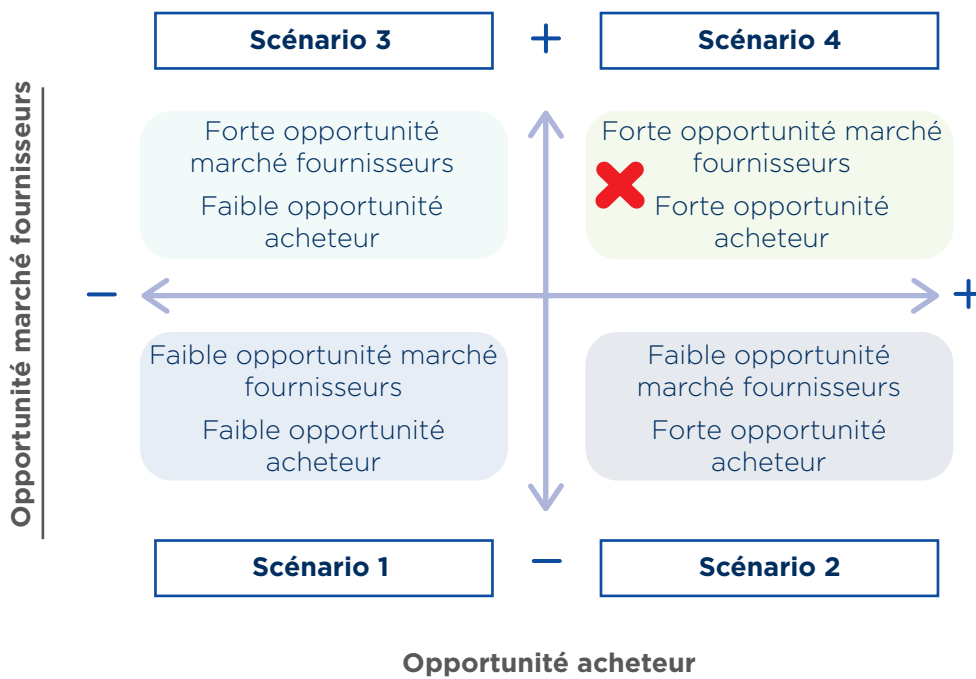 Scénario 3
+
Scénario 4
Opportunité marché fournisseurs
Forte opportunité
marché fournisseurs
Faible opportunité
acheteur
Forte opportunité marché
fournisseurs
Forte opportunité
acheteur
−
+
Faible opportunité marché
fournisseurs
Faible opportunité
acheteur
Faible opportunité
marché fournisseurs
Forte opportunité
acheteur
Scénario 1
−
Scénario 2
Opportunité acheteur